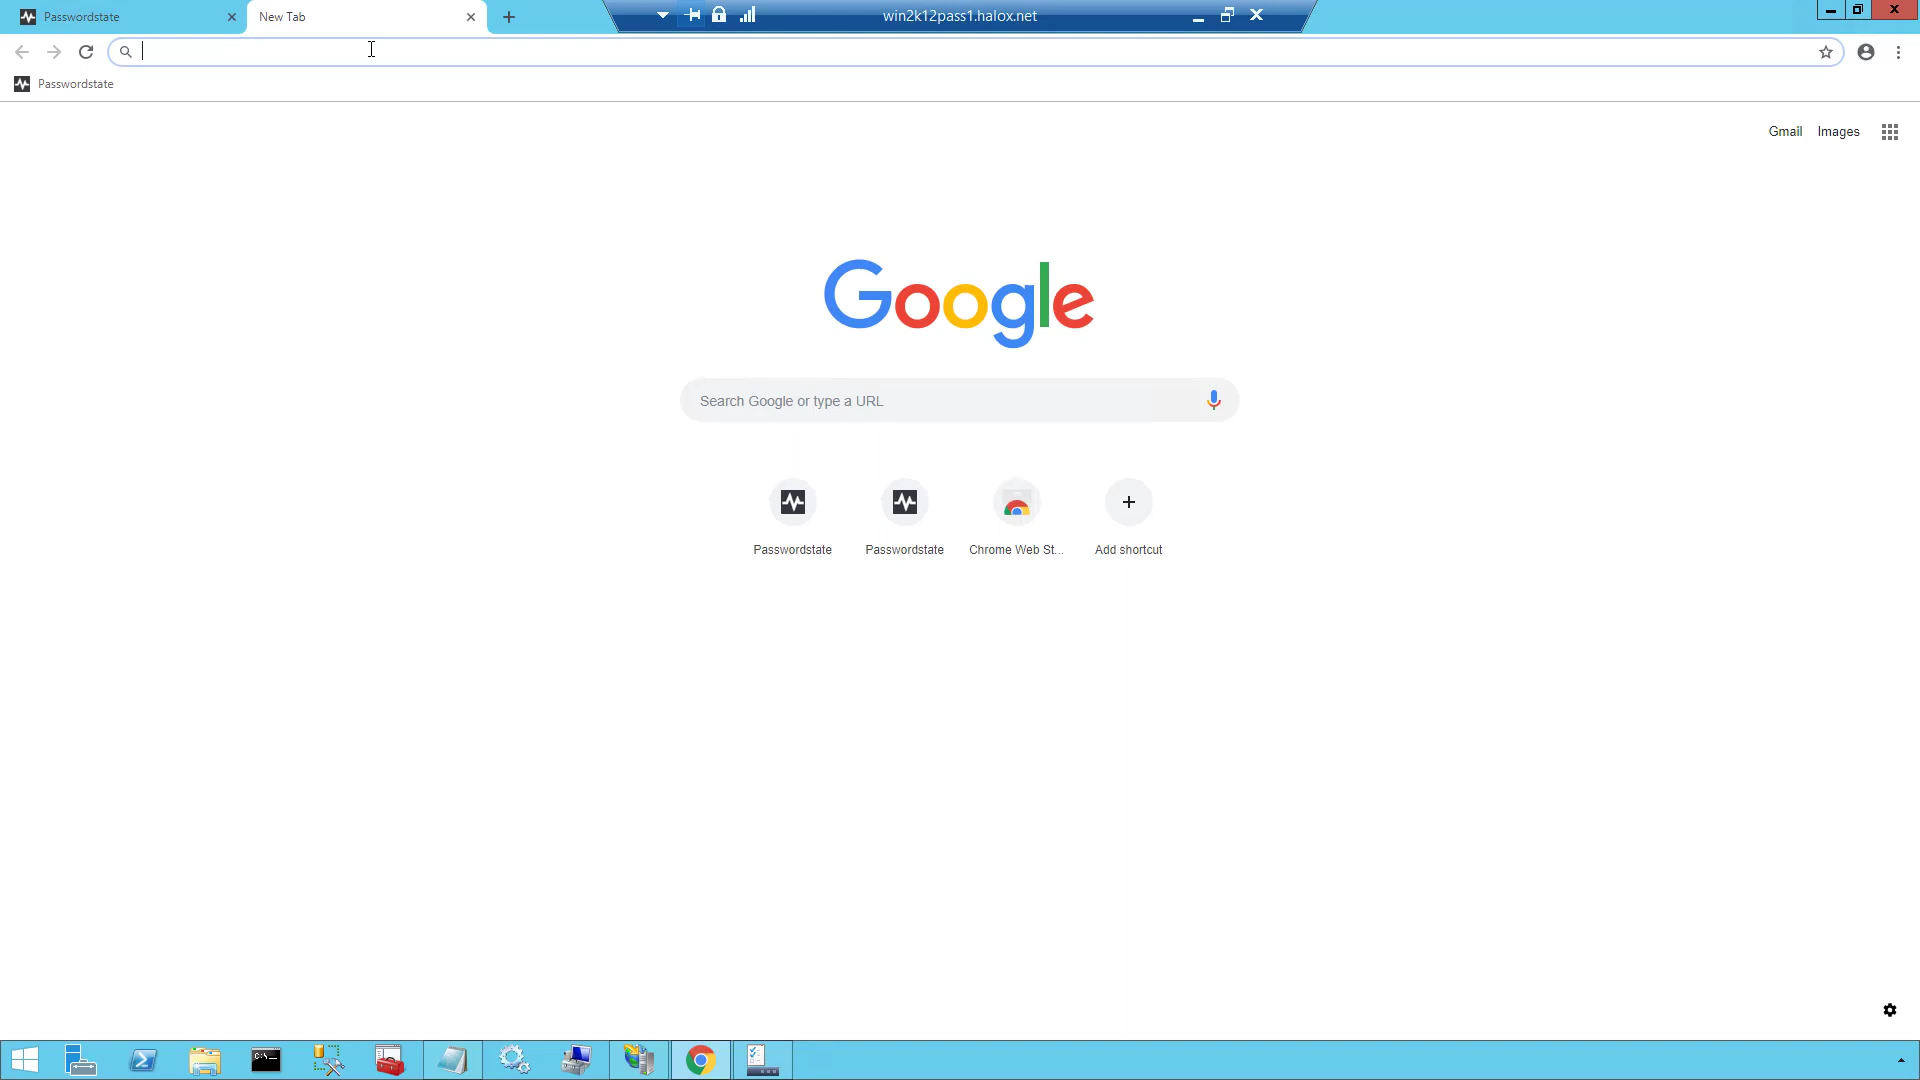 Passwordstate
New Tab
win2k12pass1.halox.net
Passwordstate
Gmail
Images
Google
Search Google or type a URL
Passwordstate
Passwordstate
Chrome Web St...
Add shortcut